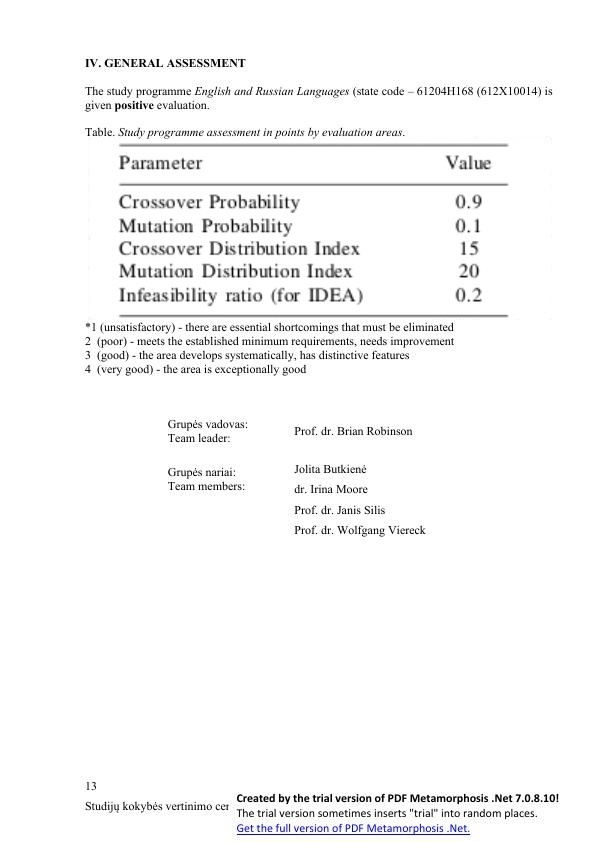 IV. GENERAL ASSESSMENT
The study programme English and Russian Languages (state code – 61204H168 (612X10014) is
given positive evaluation.
Table. Study programme assessment in points by evaluation areas.
Parameter Value
Crossover Probability 0.9
Mutation Probability 0.1
Crossover Distribution Index 15
Mutation Distribution Index 20
Infeasibility ratio (for IDEA) 0.2
*1 (unsatisfactory) - there are essential shortcomings that must be eliminated
2 (poor) - meets the established minimum requirements, needs improvement
3 (good) - the area develops systematically, has distinctive features
4 (very good) - the area is exceptionally good
Grupės vadovas:
Team leader:
Prof. dr. Brian Robinson
Grupės nariai:
Team members:
Jolita Butkienė
dr. Irina Moore
Prof. dr. Janis Silis
Prof. dr. Wolfgang Viereck
13
Studijų kokybės vertinimo cer
Created by the trial version of PDF Metamorphosis .Net 7.0.8.10!
The trial version sometimes inserts "trial" into random places.
Get the full version of PDF Metamorphosis .Net.